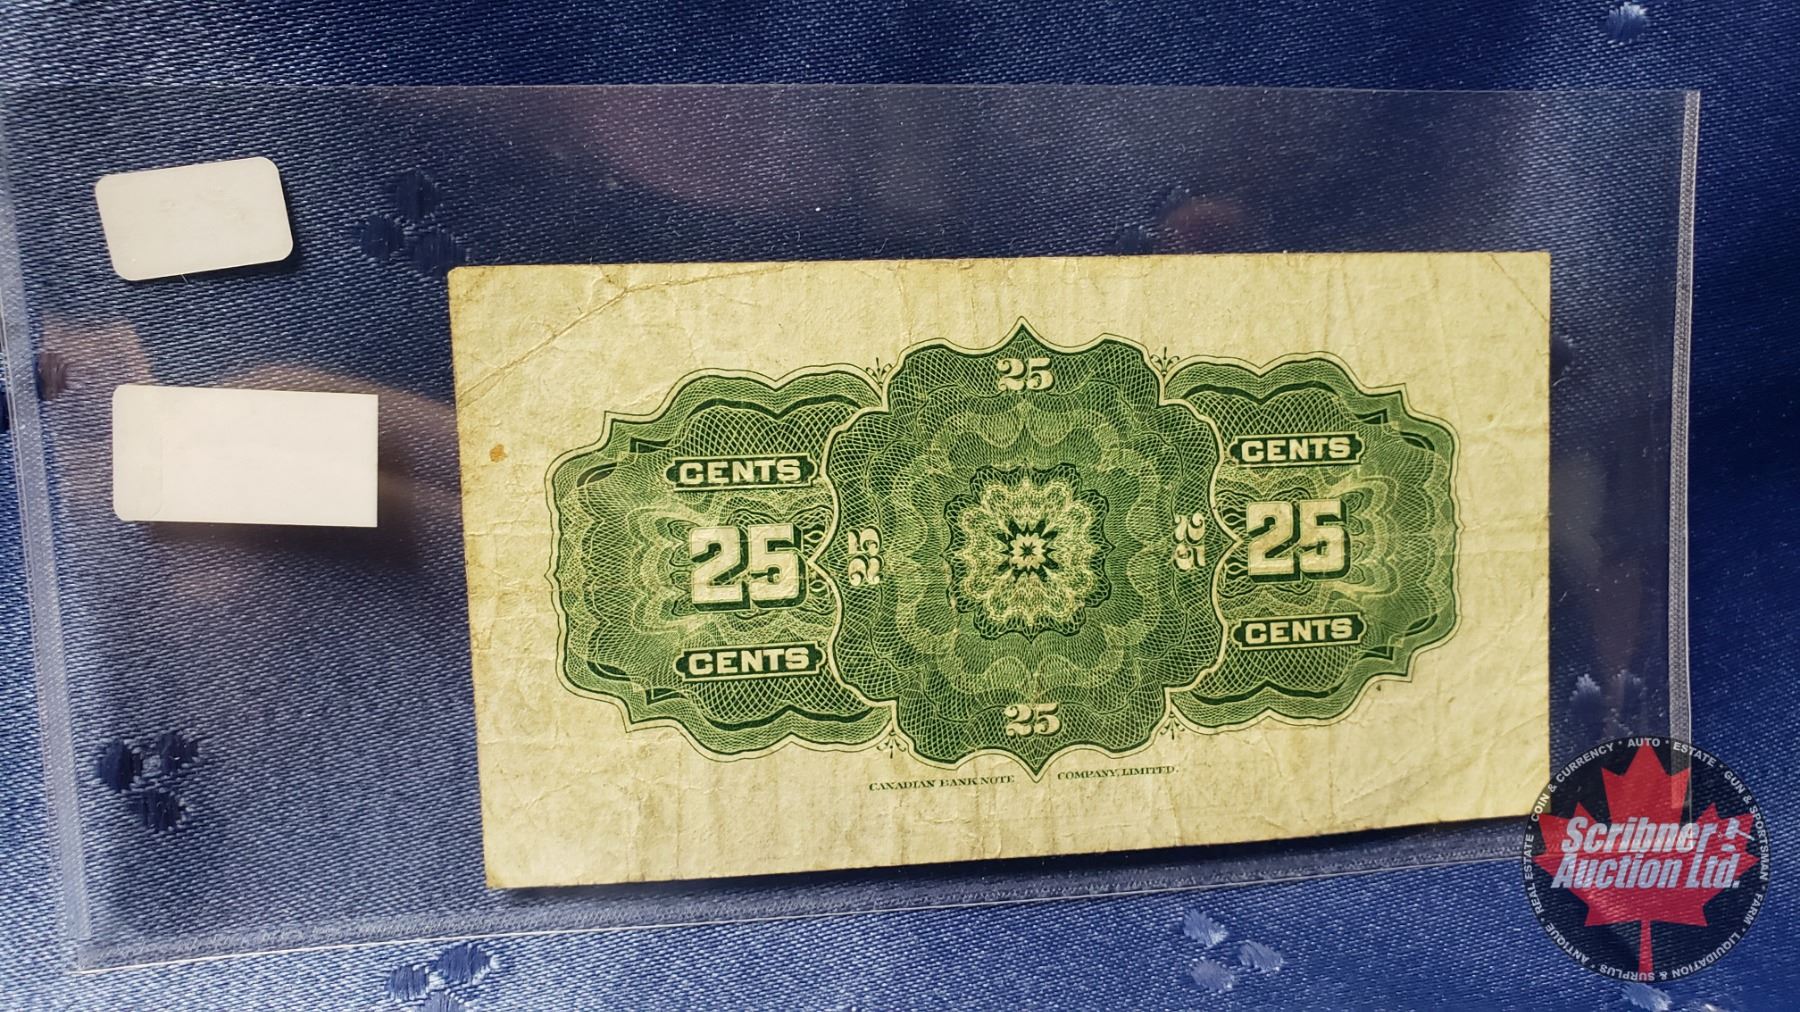 25
CENTS CENTS
25 25 25 25
CENTS CENTS
25
CANADIAN BANK NOTE COMPANY, LIMITED.
Scribner
Auction Ltd.
COIN & CURRENCY · AUTO · ESTATE · GUN & SPORTSMAN · FARM · LIQUIDATION & SURPLUS · ANTIQUE REAL ESTATE ·